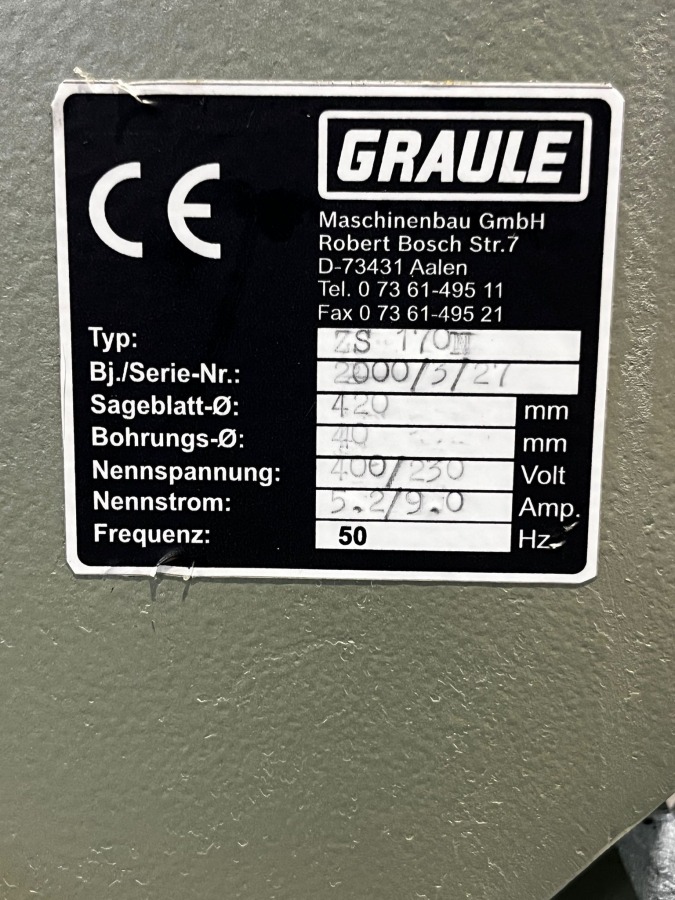 CE
GRAULE
Maschinenbau GmbH
Robert Bosch Str.7
D-73431 Aalen
Tel. 0 73 61-495 11
Fax 0 73 61-495 21
Typ: ZS 170N
Bj./Serie-Nr.: 2000/3/27
Sageblatt-Ø: 420 mm
Bohrungs-Ø: 40 mm
Nennspannung: 400/230 Volt
Nennstrom: 5.2/9.0 Amp.
Frequenz: 50 Hz